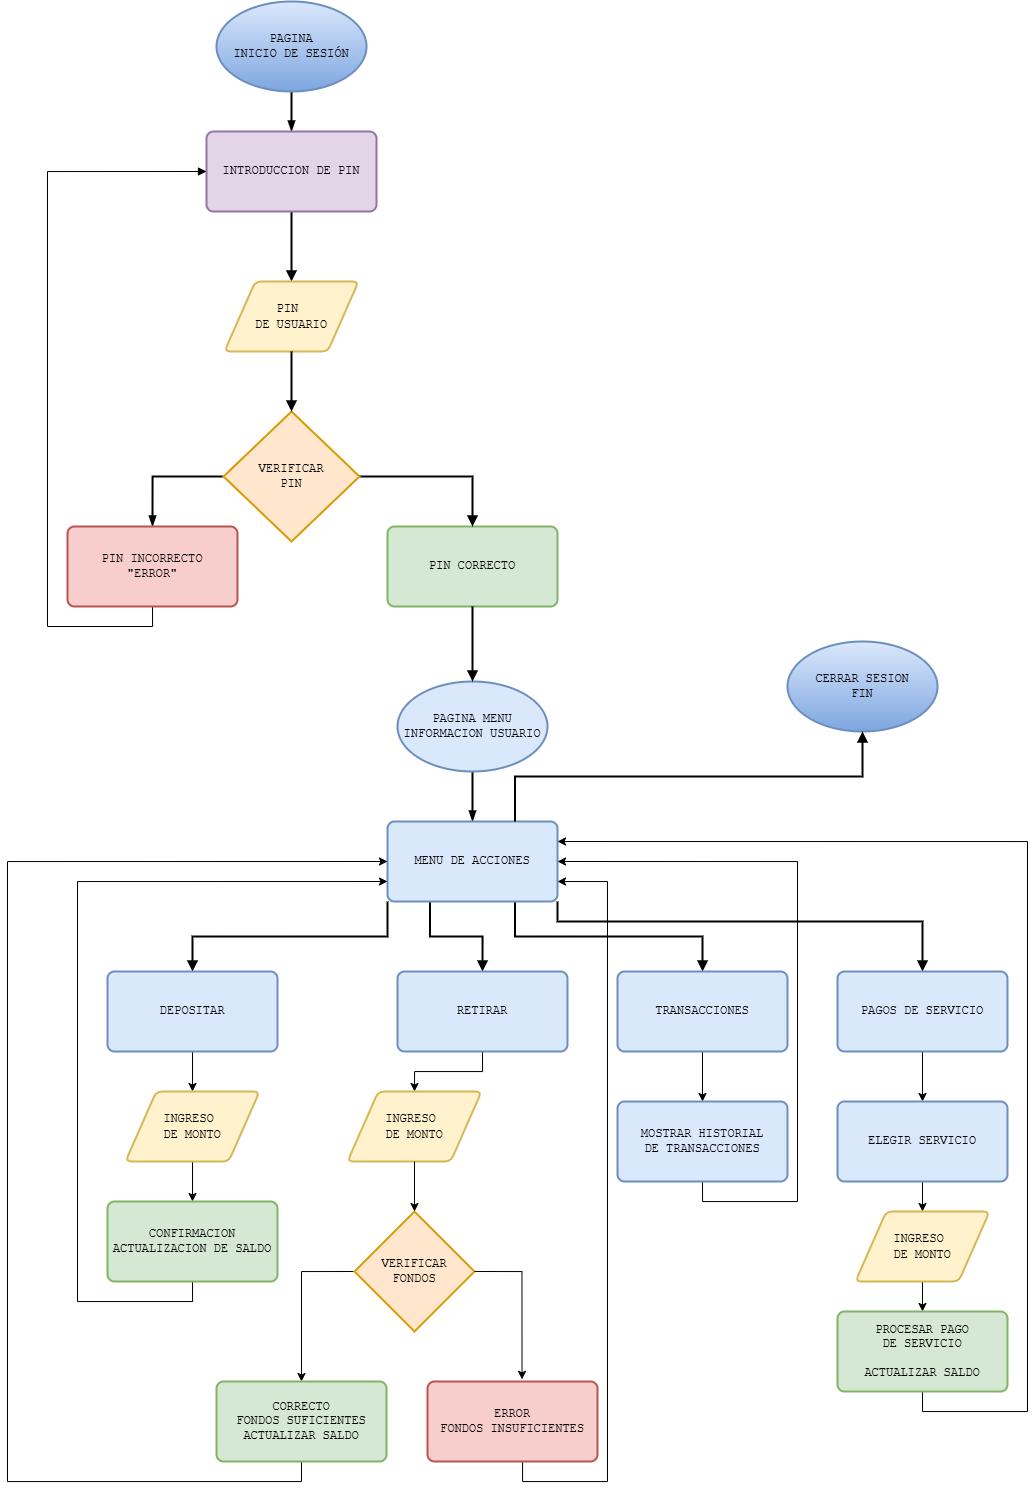 PAGINA
INICIO DE SESIÓN
INTRODUCCION DE PIN
PIN
DE USUARIO
VERIFICAR
PIN
PIN INCORRECTO
"ERROR"
PIN CORRECTO
CERRAR SESION
FIN
PAGINA MENU
INFORMACION USUARIO
MENU DE ACCIONES
DEPOSITAR
RETIRAR
TRANSACCIONES
PAGOS DE SERVICIO
INGRESO
DE MONTO
INGRESO
DE MONTO
MOSTRAR HISTORIAL
DE TRANSACCIONES
ELEGIR SERVICIO
CONFIRMACION
ACTUALIZACION DE SALDO
VERIFICAR
FONDOS
INGRESO
DE MONTO
PROCESAR PAGO
DE SERVICIO
ACTUALIZAR SALDO
CORRECTO
FONDOS SUFICIENTES
ACTUALIZAR SALDO
ERROR
FONDOS INSUFICIENTES